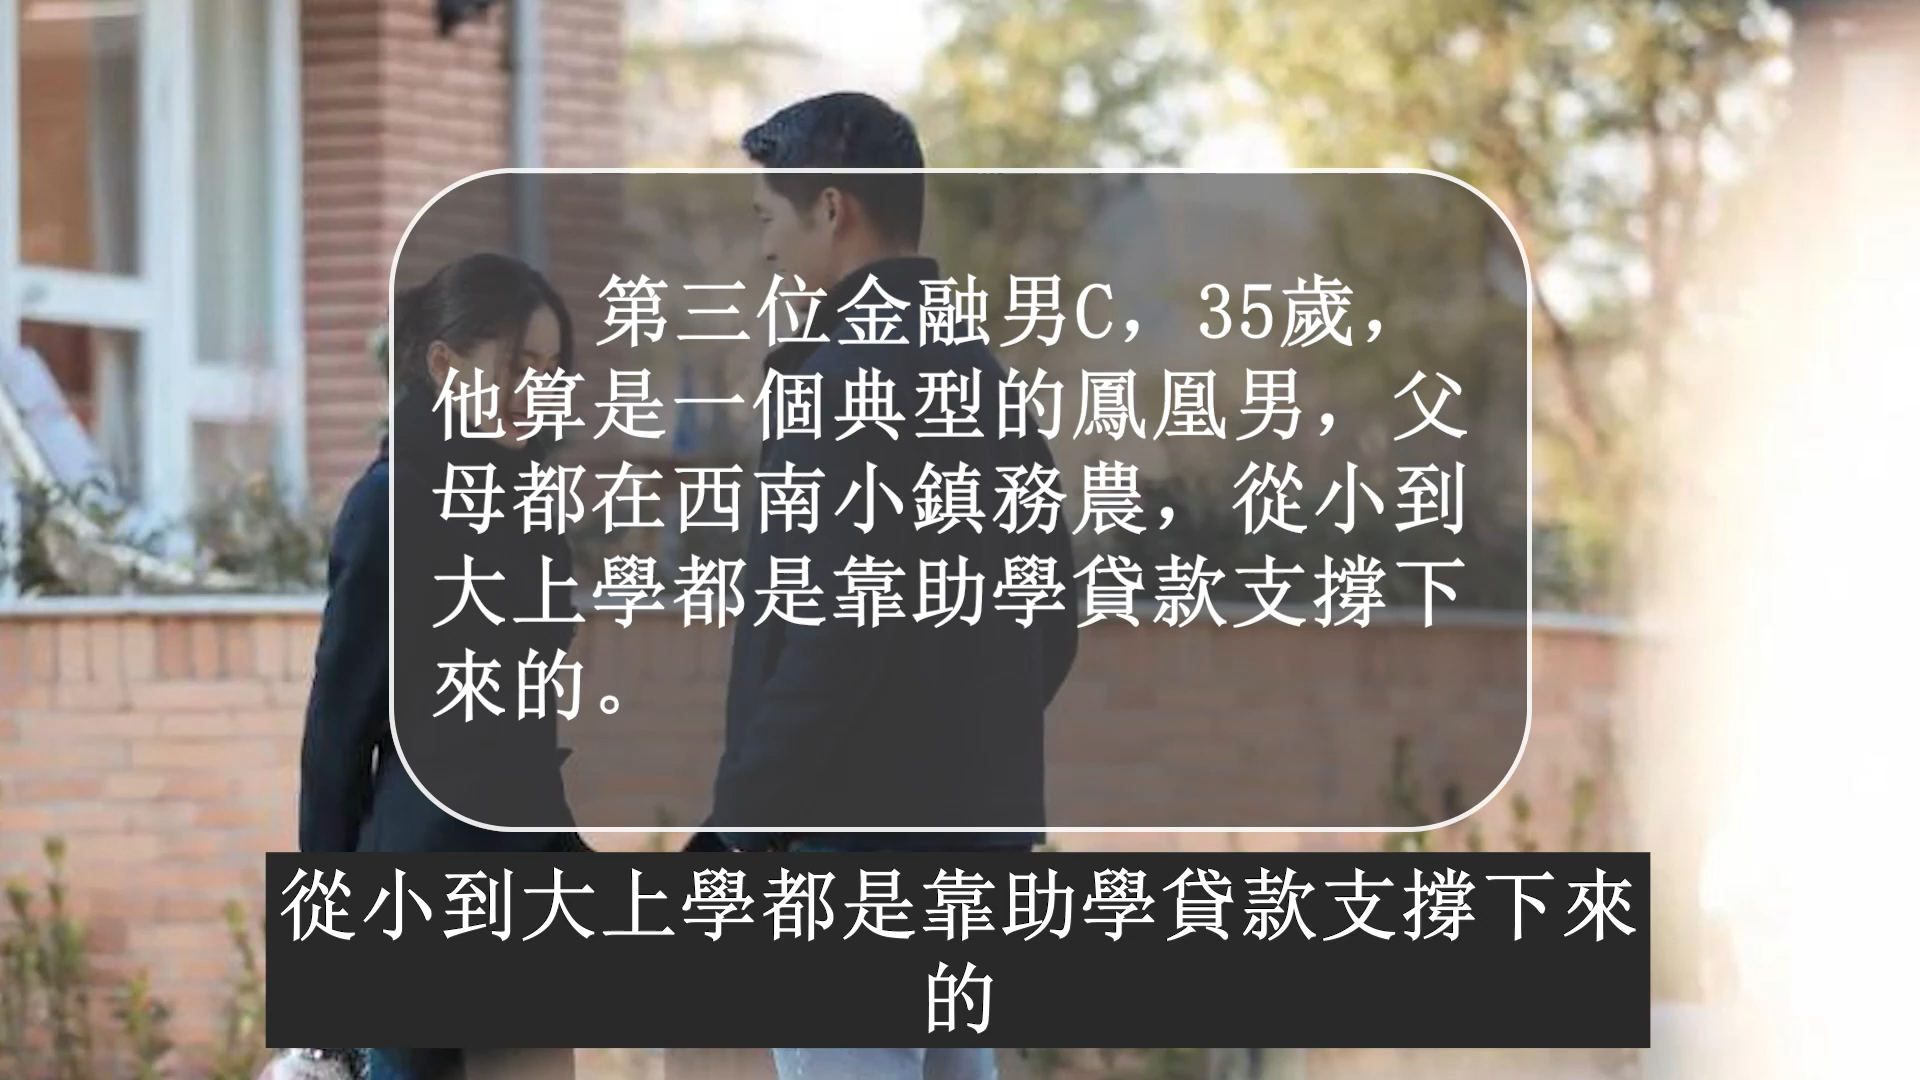 第三位金融男C，35歲，
他算是一個典型的鳳凰男，父
母都在西南小鎮務農，從小到
大上學都是靠助學貸款支撐下
來的。
從小到大上學都是靠助學貸款支撐下來
的